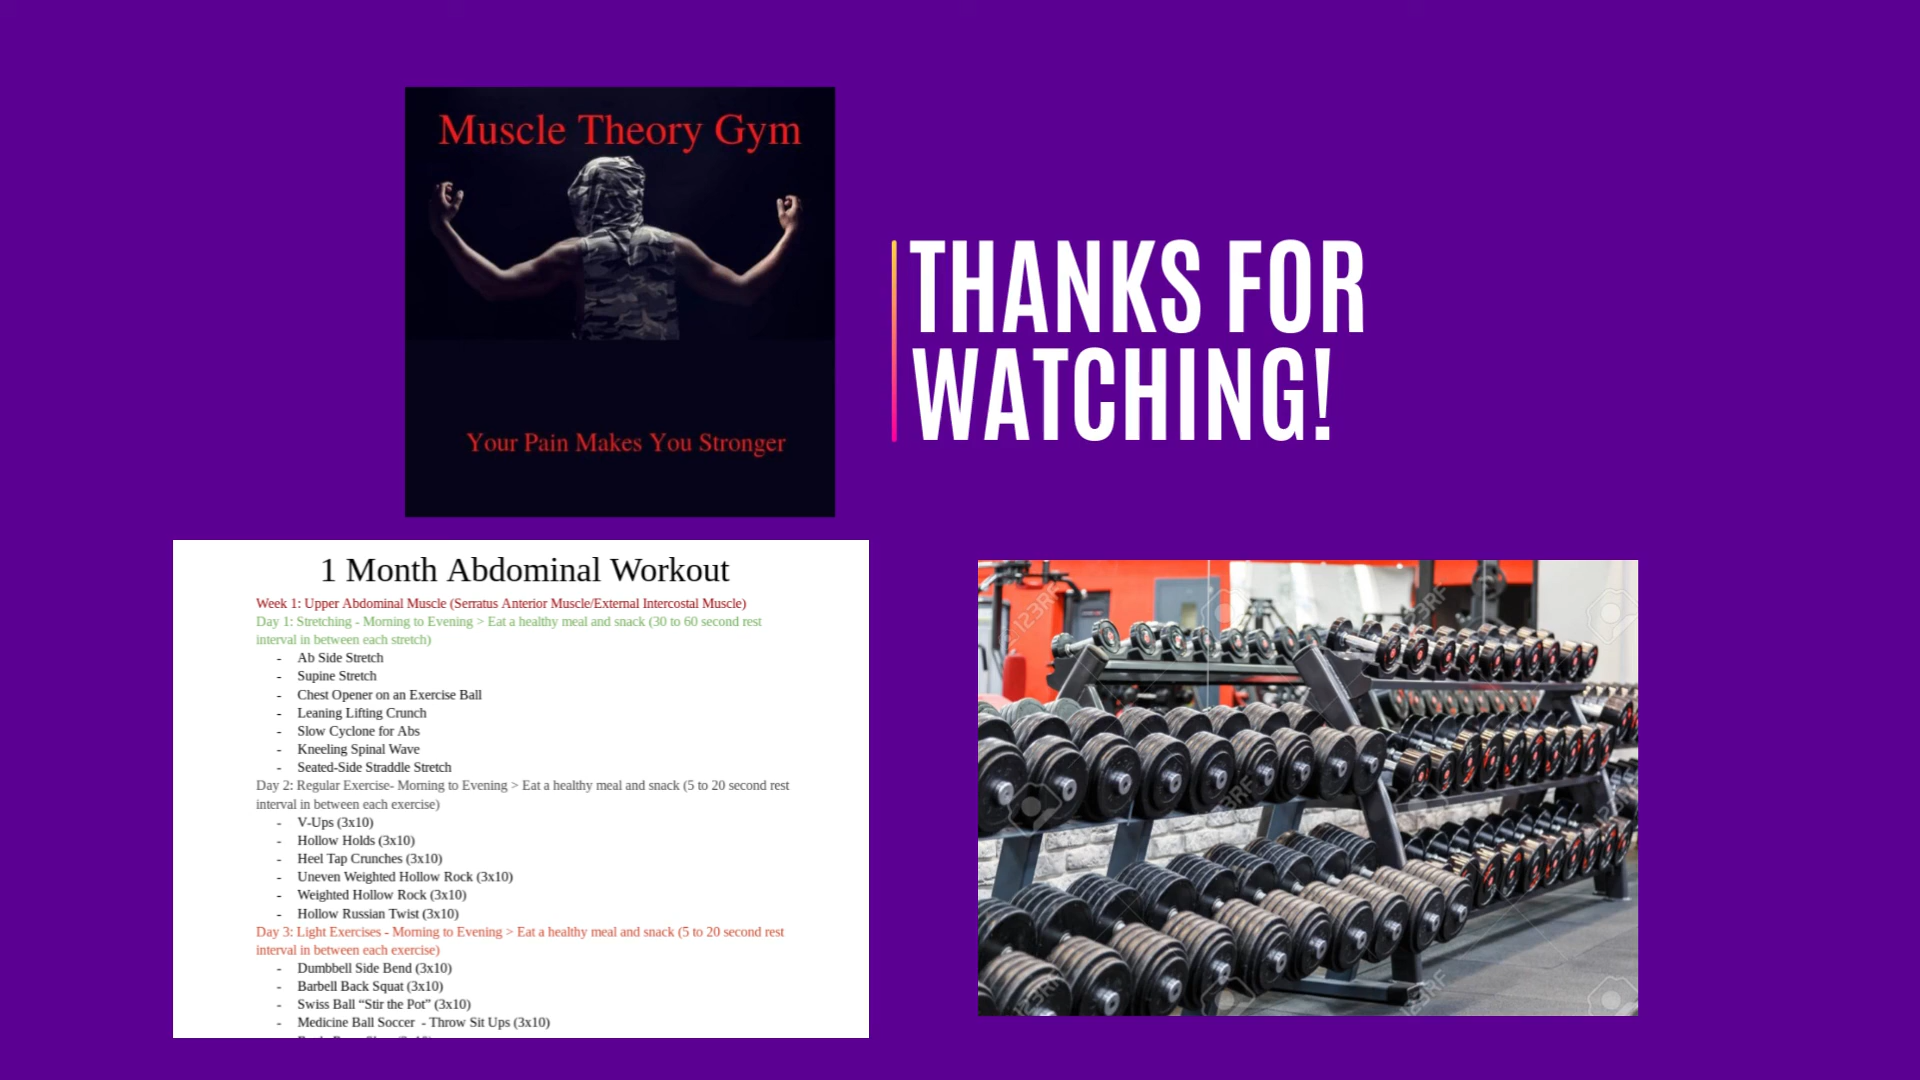 Muscle Theory Gym
Your Pain Makes You Stronger
THANKS FOR
WATCHING!
1 Month Abdominal Workout
Week 1: Upper Abdominal Muscle (Serratus Anterior Muscle/External Intercostal Muscle)
Day 1: Stretching - Morning to Evening > Eat a healthy meal and snack (30 to 60 second rest
interval in between each stretch)
- Ab Side Stretch
- Supine Stretch
- Chest Opener on an Exercise Ball
- Leaning Lifting Crunch
- Slow Cyclone for Abs
- Kneeling Spinal Wave
- Seated-Side Straddle Stretch
Day 2: Regular Exercise- Morning to Evening > Eat a healthy meal and snack (5 to 20 second rest
interval in between each exercise)
- V-Ups (3x10)
- Hollow Holds (3x10)
- Heel Tap Crunches (3x10)
- Uneven Weighted Hollow Rock (3x10)
- Weighted Hollow Rock (3x10)
- Hollow Russian Twist (3x10)
Day 3: Light Exercises - Morning to Evening > Eat a healthy meal and snack (5 to 20 second rest
interval in between each exercise)
- Dumbbell Side Bend (3x10)
- Barbell Back Squat (3x10)
- Swiss Ball “Stir the Pot” (3x10)
- Medicine Ball Soccer - Throw Sit Ups (3x10)
123RF
123RF
123RF
123RF
123RF